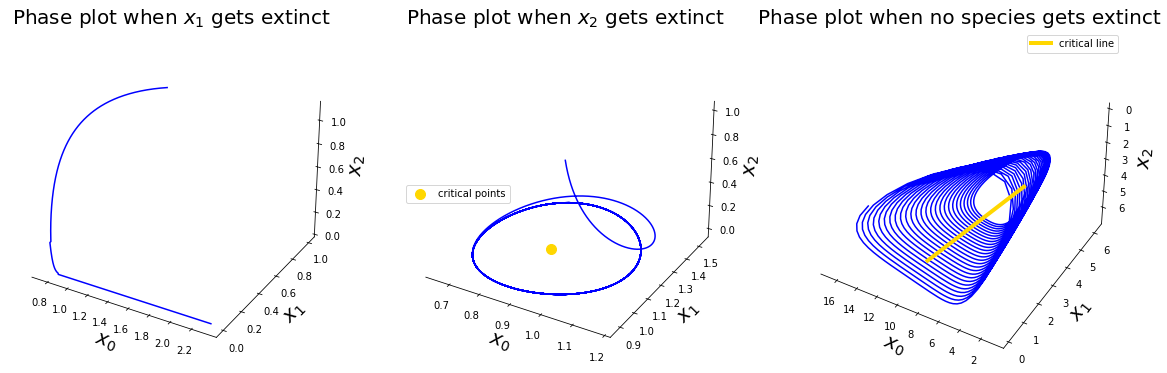 Phase plot when x₁ gets extinct
1.0
0.8
0.6
0.4
0.2
0.0
x₂
0.8 1.0 1.2 1.4 1.6 1.8 2.0 2.2
x₀
0.0 0.2 0.4 0.6 0.8 1.0
x₁
Phase plot when x₂ gets extinct
critical points
1.0
0.8
0.6
0.4
0.2
0.0
x₂
0.7 0.8 0.9 1.0 1.1 1.2
x₀
0.9 1.0 1.1 1.2 1.3 1.4 1.5
x₁
Phase plot when no species gets extinct
critical line
0
1
2
3
4
5
6
x₂
16 14 12 10 8 6 4 2
x₀
0 1 2 3 4 5 6
x₁